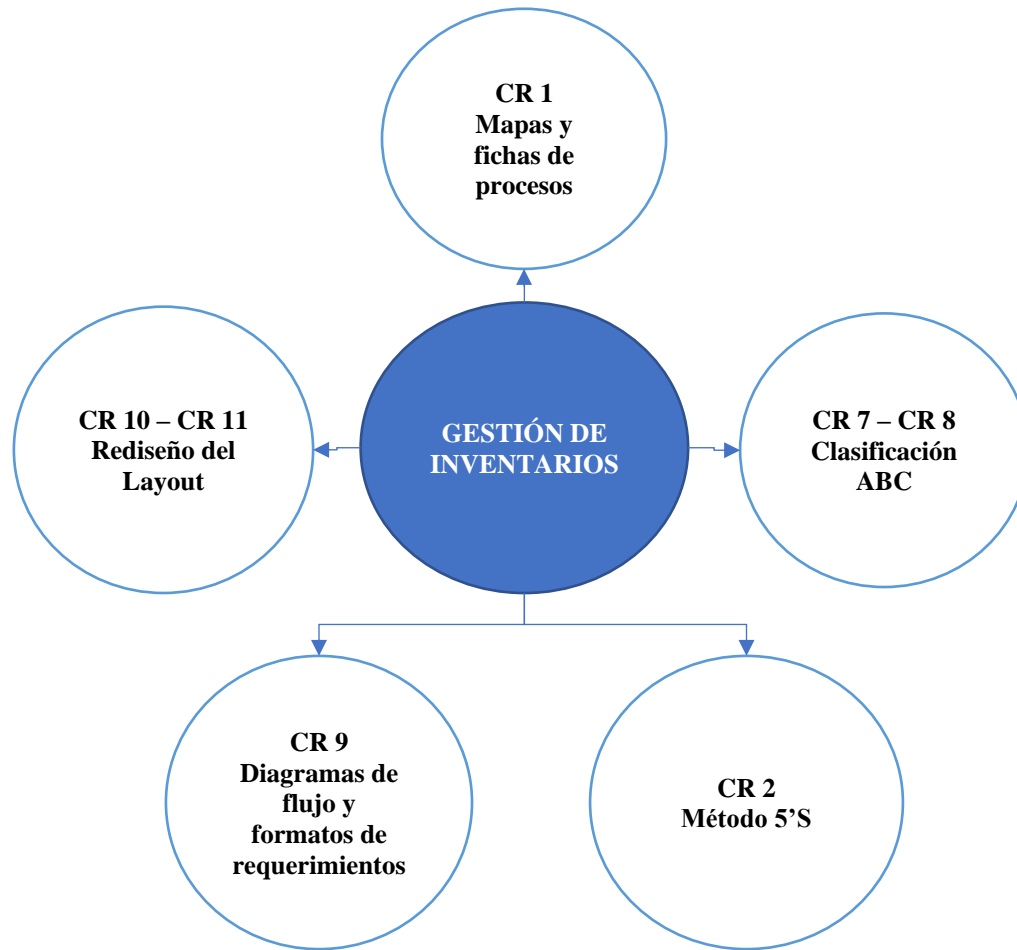 CR 1
Mapas y
fichas de
procesos
CR 10 – CR 11
Rediseño del
Layout
GESTIÓN DE
INVENTARIOS
CR 7 – CR 8
Clasificación
ABC
CR 9
Diagramas de
flujo y
formatos de
requerimientos
CR 2
Método 5’S